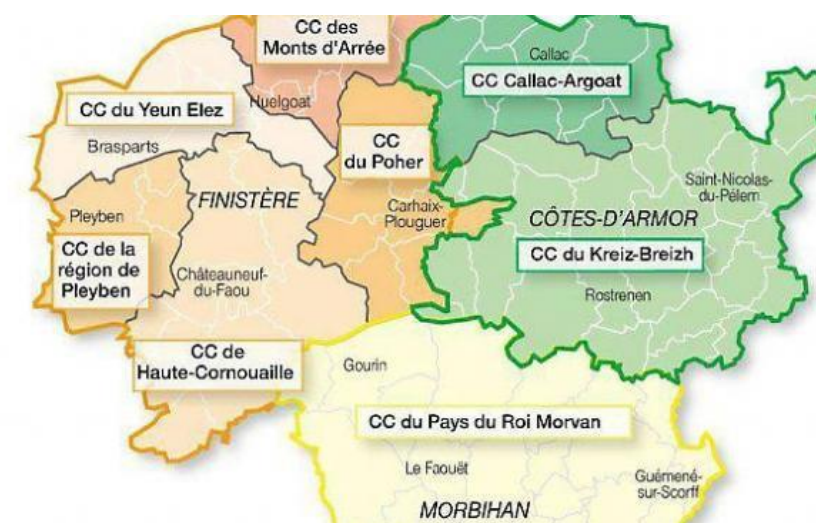 CC des
Monts d'Arrée
Callac
CC Callac-Argoat
Huelgoat
CC du Yeun Elez
Brasparts
CC
du Poher
Saint-Nicolas-
du-Pélem
FINISTÈRE
Pleyben
Carhaix-
Plouguer
CÔTES-D'ARMOR
CC de la
région de
Pleyben
CC du Kreiz-Breizh
Châteauneuf-
du-Faou
Rostrenen
CC de
Haute-Cornouaille
Gourin
CC du Pays du Roi Morvan
Le Faouët
Guémené-
sur-Scorff
MORBIHAN